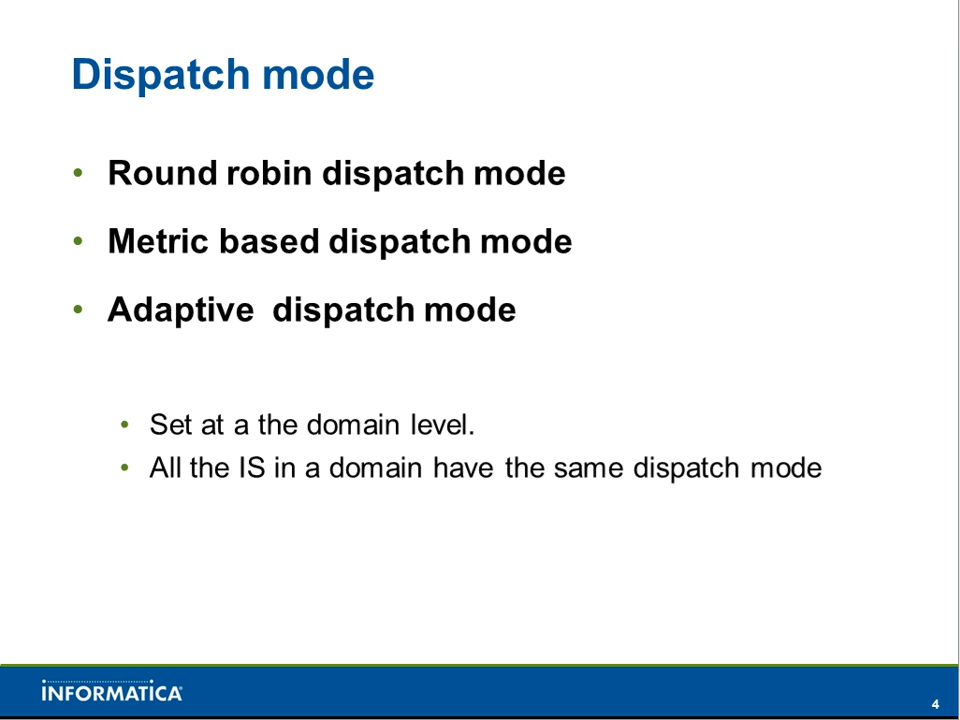 Dispatch mode
• Round robin dispatch mode
• Metric based dispatch mode
• Adaptive  dispatch mode
• Set at a the domain level.
• All the IS in a domain have the same dispatch mode
INFORMATICA
4